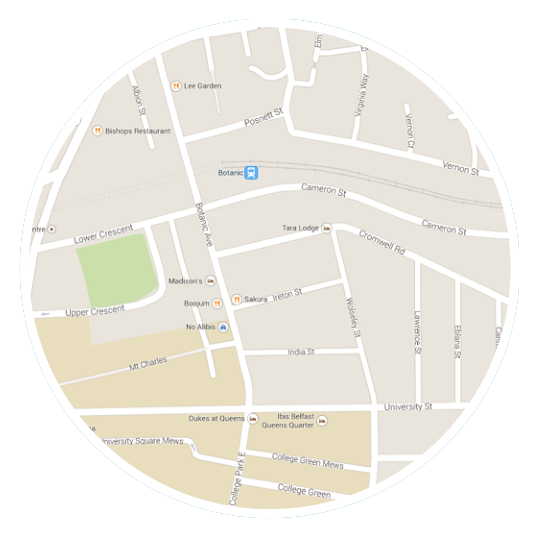 Elm
Lee Garden
Albion St
Virginia Way
Posnett St
Vernon Ct
Bishops Restaurant
Vernon St
Botanic
Cameron St
Botanic Ave
Cameron St
ntre
Lower Crescent
Tara Lodge
Cromwell Rd
Madison's
Boojum
Sakura
Ireton St
Upper Crescent
No Alibis
Wolseley St
Lawrence St
Eblana St
India St
Mt Charles
University St
Dukes at Queens
Ibis Belfast
Queens Quarter
University Square Mews
College Green Mews
College Park E
College Green